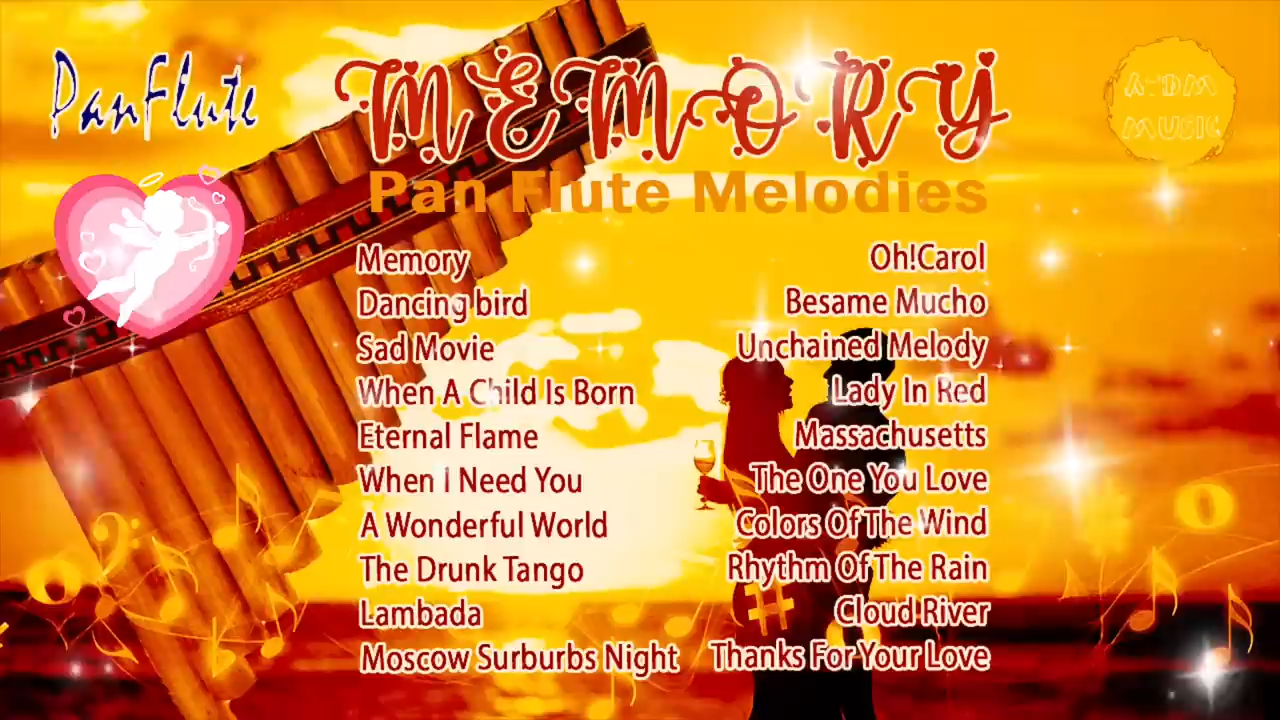 PanFlute
MEMORY
A-DM
MUSIC
Pan Flute Melodies
Memory
Dancing bird
Sad Movie
When A Child Is Born
Eternal Flame
When I Need You
A Wonderful World
The Drunk Tango
Lambada
Moscow Surburbs Night
Oh!Carol
Besame Mucho
Unchained Melody
Lady In Red
Massachusetts
The One You Love
Colors Of The Wind
Rhythm Of The Rain
Cloud River
Thanks For Your Love